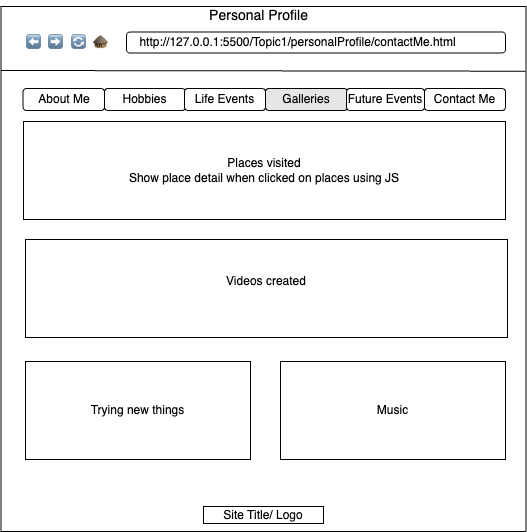 Personal Profile
http://127.0.0.1:5500/Topic1/personalProfile/contactMe.html
About Me
Hobbies
Life Events
Galleries
Future Events
Contact Me
Places visited
Show place detail when clicked on places using JS
Videos created
Trying new things
Music
Site Title/ Logo